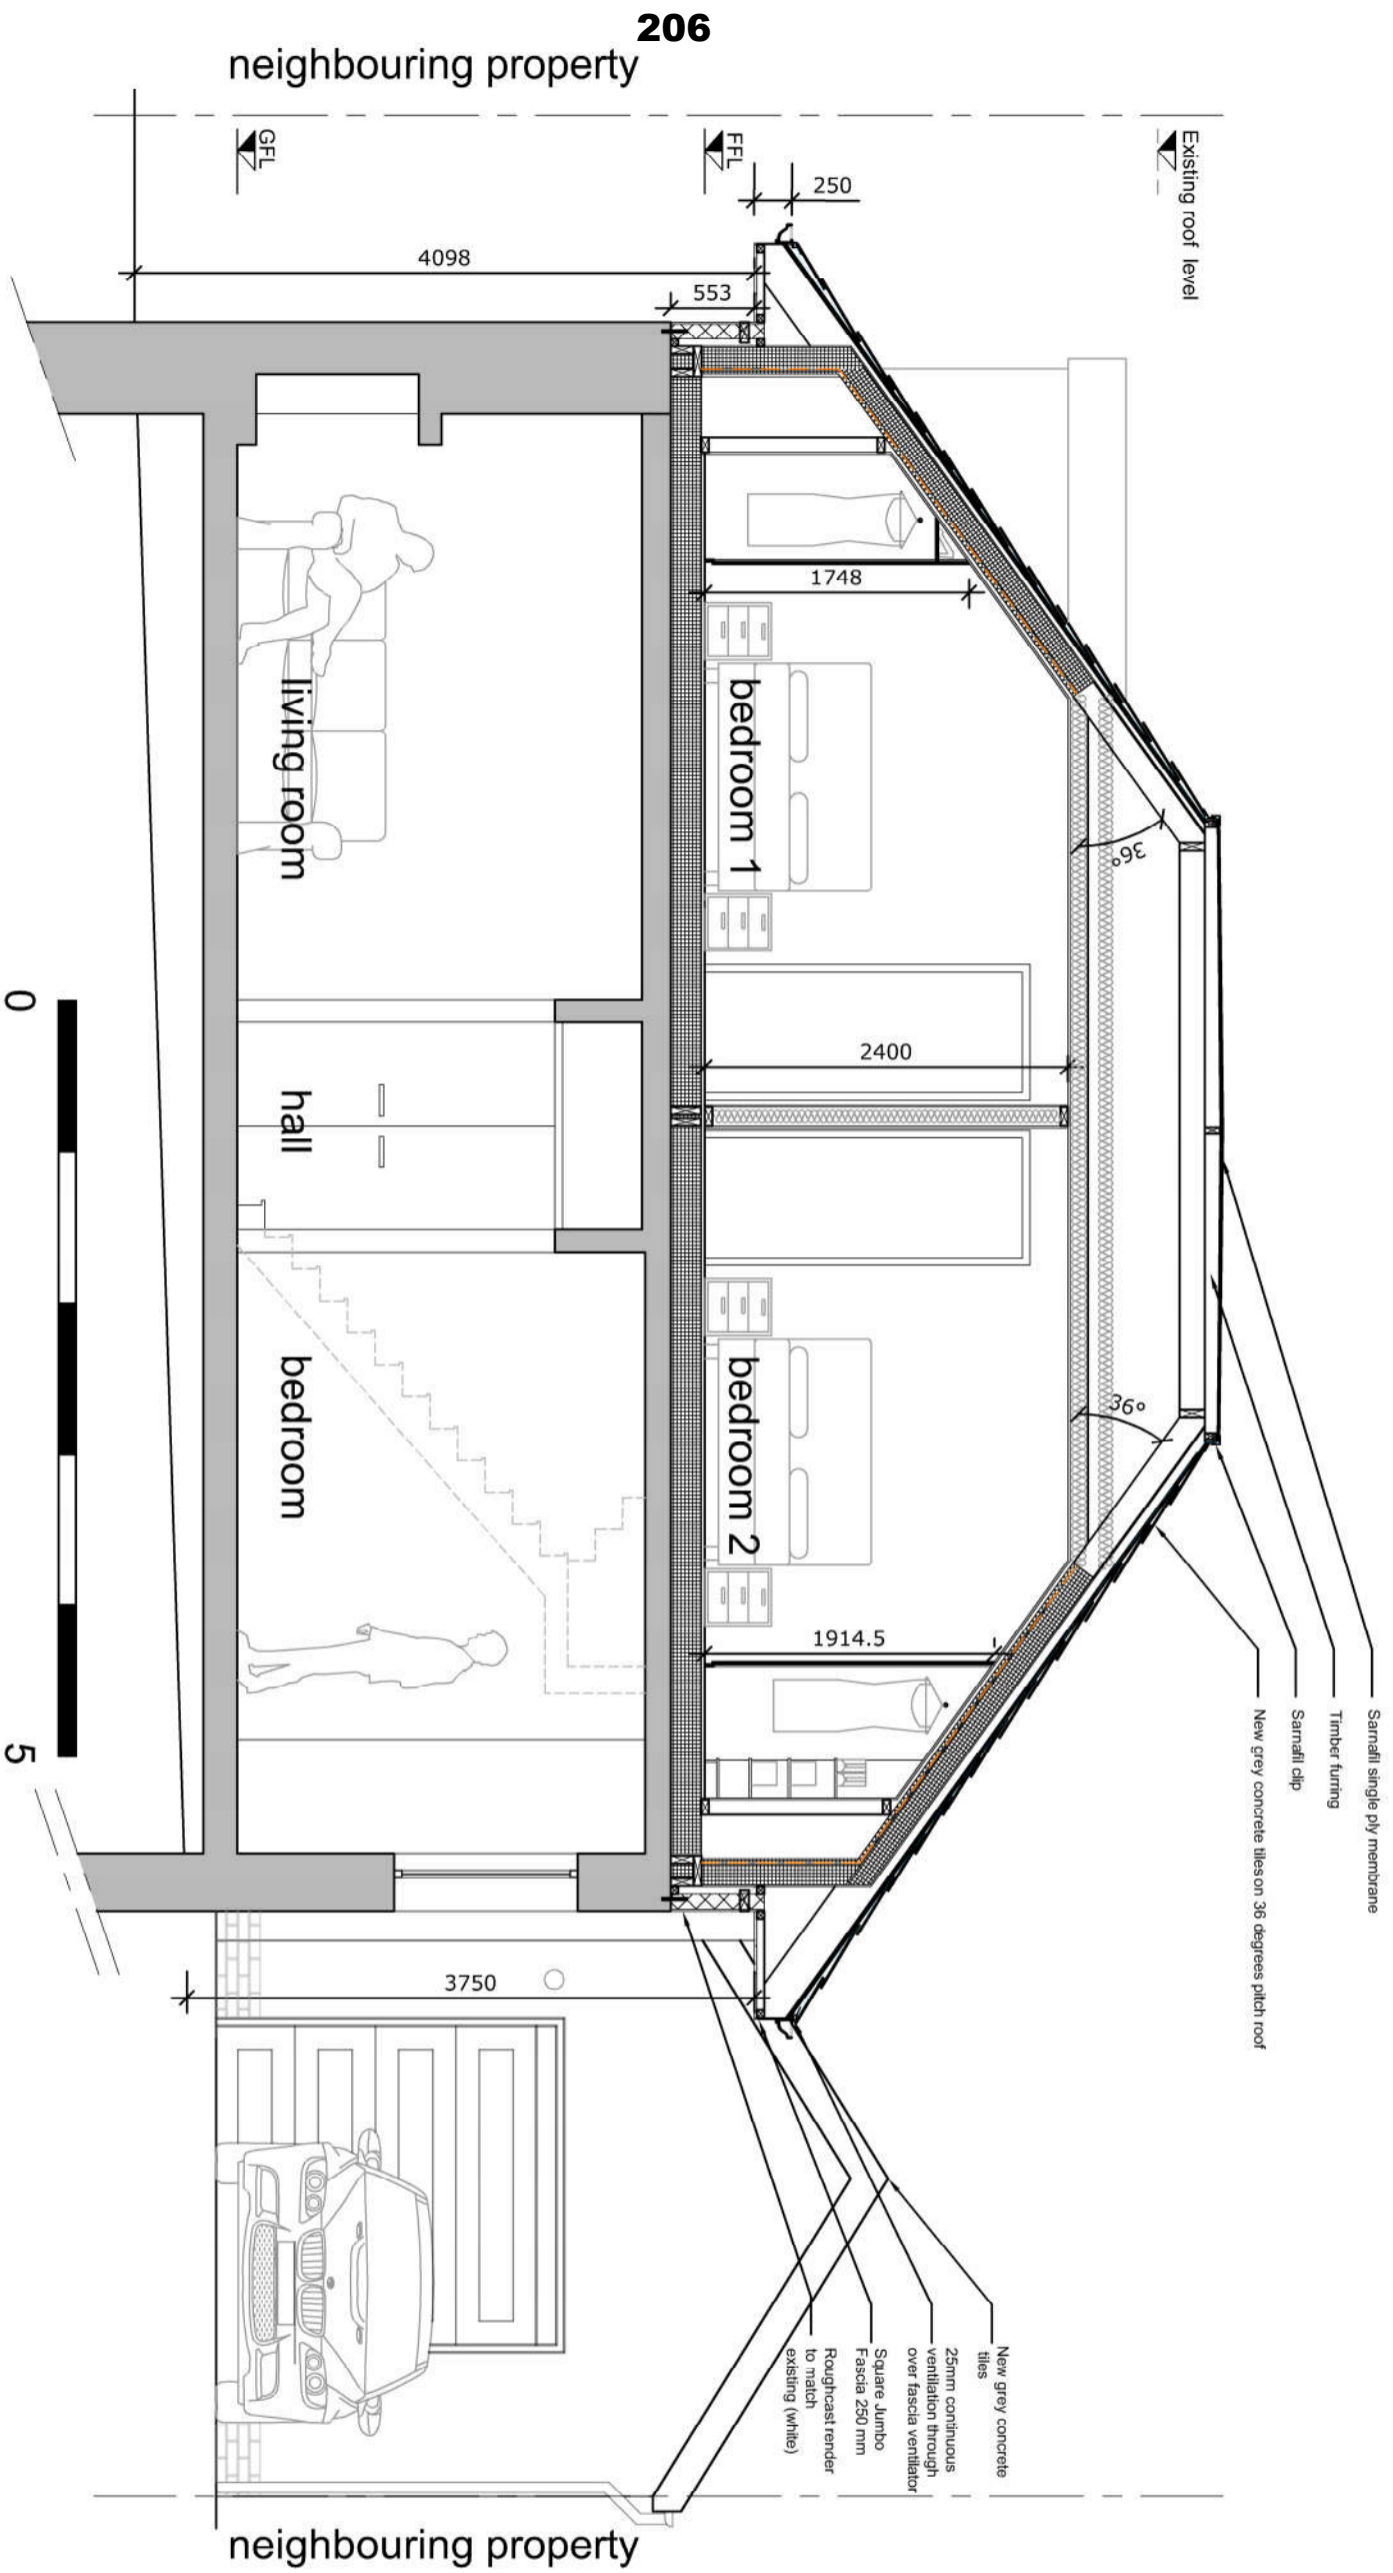 206
neighbouring property
Existing roof level
FFL
GFL
250
4098
553
1748
bedroom 1
living room
36°
2400
hall
0
36°
bedroom 2
bedroom
1914.5
5
3750
Sarnafil single ply membrane
Timber furring
Sarnafil clip
New grey concrete tiles on 36 degrees pitch roof
New grey concrete
tiles
25mm continuous
ventilation through
over fascia ventilator
Square Jumbo
Fascia 250 mm
Roughcast render
to match
existing (white)
neighbouring property